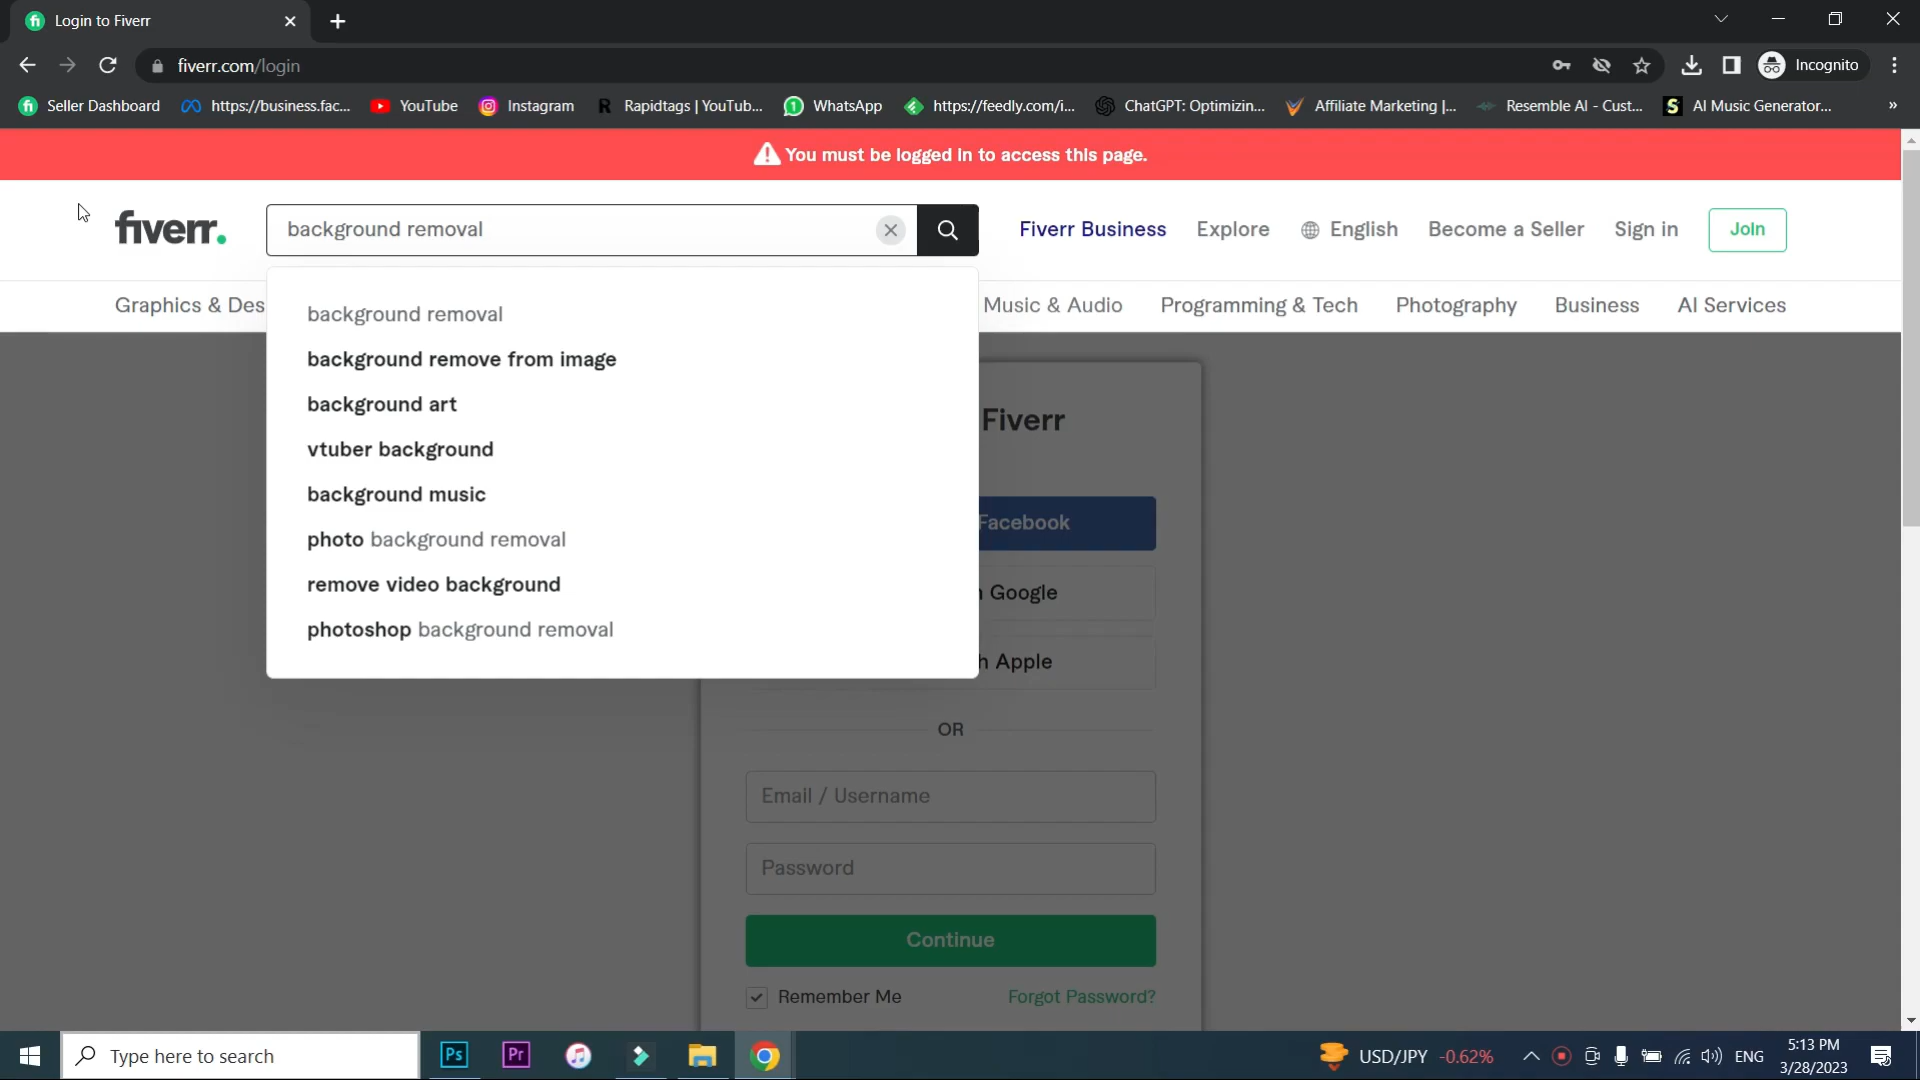 Login to Fiverr
fiverr.com/login
Incognito
Seller Dashboard
https://business.fac...
YouTube
Instagram
Rapidtags | YouTub...
WhatsApp
https://feedly.com/i...
ChatGPT: Optimizin...
Affiliate Marketing |...
Resemble AI - Cust...
AI Music Generator...
»
You must be logged in to access this page.
fiverr.
background removal
Fiverr Business
Explore
English
Become a Seller
Sign in
Join
Graphics & Des
Music & Audio
Programming & Tech
Photography
Business
AI Services
background removal
background remove from image
background art
vtuber background
background music
photo background removal
remove video background
photoshop background removal
Fiverr
Facebook
Google
h Apple
OR
Email / Username
Password
Continue
Remember Me
Forgot Password?
Type here to search
Ps
Pr
USD/JPY -0.62%
ENG
5:13 PM
3/28/2023